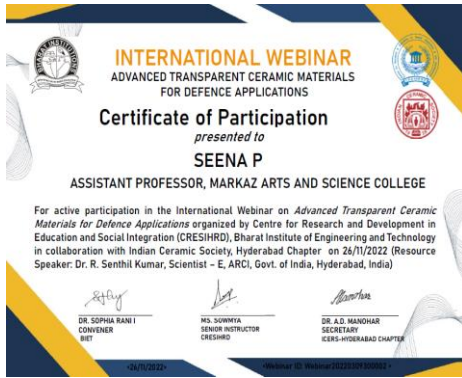 INTERNATIONAL WEBINAR
ADVANCED TRANSPARENT CERAMIC MATERIALS
FOR DEFENCE APPLICATIONS
Certificate of Participation
presented to
SEENA P
ASSISTANT PROFESSOR, MARKAZ ARTS AND SCIENCE COLLEGE
For active participation in the International Webinar on Advanced Transparent Ceramic
Materials for Defence Applications organized by Centre for Research and Development in
Education and Social Integration (CRESIHRD), Bharat Institute of Engineering and Technology
in collaboration with Indian Ceramic Society, Hyderabad Chapter on 26/11/2022 (Resource
Speaker: Dr. R. Senthil Kumar, Scientist – E, ARCI, Govt. of India, Hyderabad, India)
DR. SOPHIA RANI I
CONVENER
BIET
MS. SOWMYA
SENIOR INSTRUCTOR
CRESIHRD
DR. A.D. MANOHAR
SECRETARY
ICERS-HYDERABAD CHAPTER
•26/11/2022•